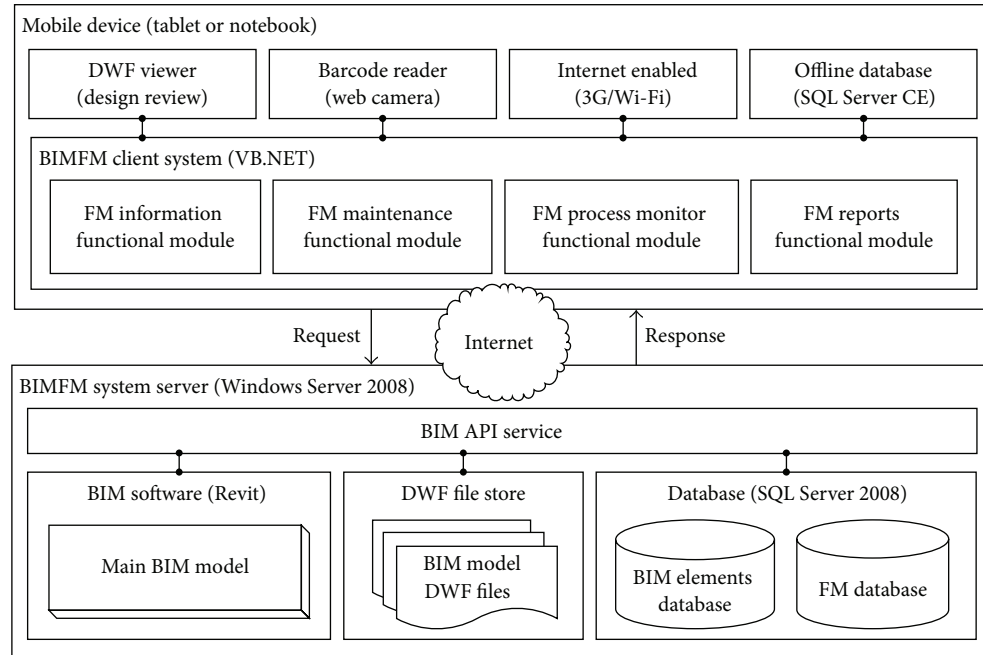 Mobile device (tablet or notebook)
DWF viewer
(design review)
Barcode reader
(web camera)
Internet enabled
(3G/Wi-Fi)
Offline database
(SQL Server CE)
BIMFM client system (VB.NET)
FM information
functional module
FM maintenance
functional module
FM process monitor
functional module
FM reports
functional module
Request
Internet
Response
BIMFM system server (Windows Server 2008)
BIM API service
BIM software (Revit)
Main BIM model
DWF file store
BIM model
DWF files
Database (SQL Server 2008)
BIM elements
database
FM database